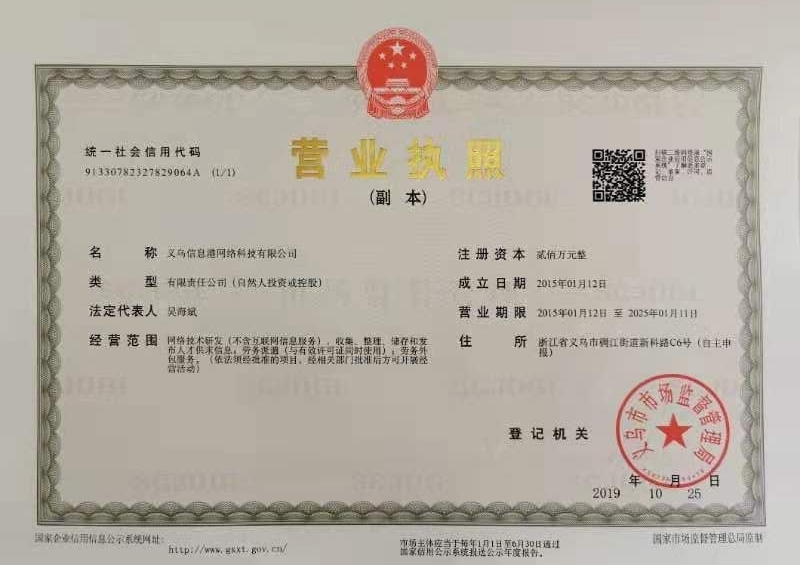 营业执照
(副 本)
统一社会信用代码
91330782327829064A (1/1)
扫描二维码登录“国
家企业信用信息公示
系统”了解更多登
记、备案、许可、监
管信息
名 称 义乌信息港网络科技有限公司
类 型 有限责任公司(自然人投资或控股)
法定代表人 吴海斌
经营范围 网络技术研发(不含互联网信息服务),收集、整理、储存和发
布人才供求信息;劳务派遣(与有效许可证同时使用);劳务外
包服务。(依法须经批准的项目,经相关部门批准后方可开展经
营活动)
注册资本 贰佰万元整
成立日期 2015年01月12日
营业期限 2015年01月12日 至 2025年01月11日
住 所 浙江省义乌市稠江街道新科路C6号(自主申
报)
登记机关
义乌市市场监督管理局
2019 年 10 月 25 日
国家企业信用信息公示系统网址: http://www.gsxt.gov.cn/
市场主体应当于每年1月1日至6月30日通过
国家信用公示系统报送公示年度报告。
国家市场监督管理总局监制